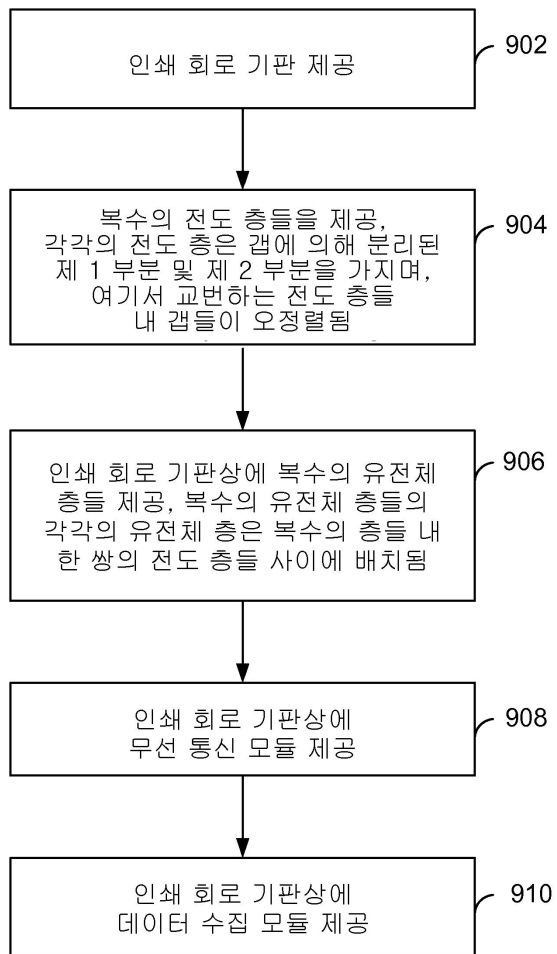 인쇄 회로 기판 제공
902
복수의 전도 층들을 제공,
각각의 전도 층은 갭에 의해 분리된
제 1 부분 및 제 2 부분을 가지며,
여기서 교번하는 전도 층들
내 갭들이 오정렬됨
904
인쇄 회로 기판상에 복수의 유전체
층들 제공, 복수의 유전체 층들의
각각의 유전체 층은 복수의 층들 내
한 쌍의 전도 층들 사이에 배치됨
906
인쇄 회로 기판상에
무선 통신 모듈 제공
908
인쇄 회로 기판상에
데이터 수집 모듈 제공
910